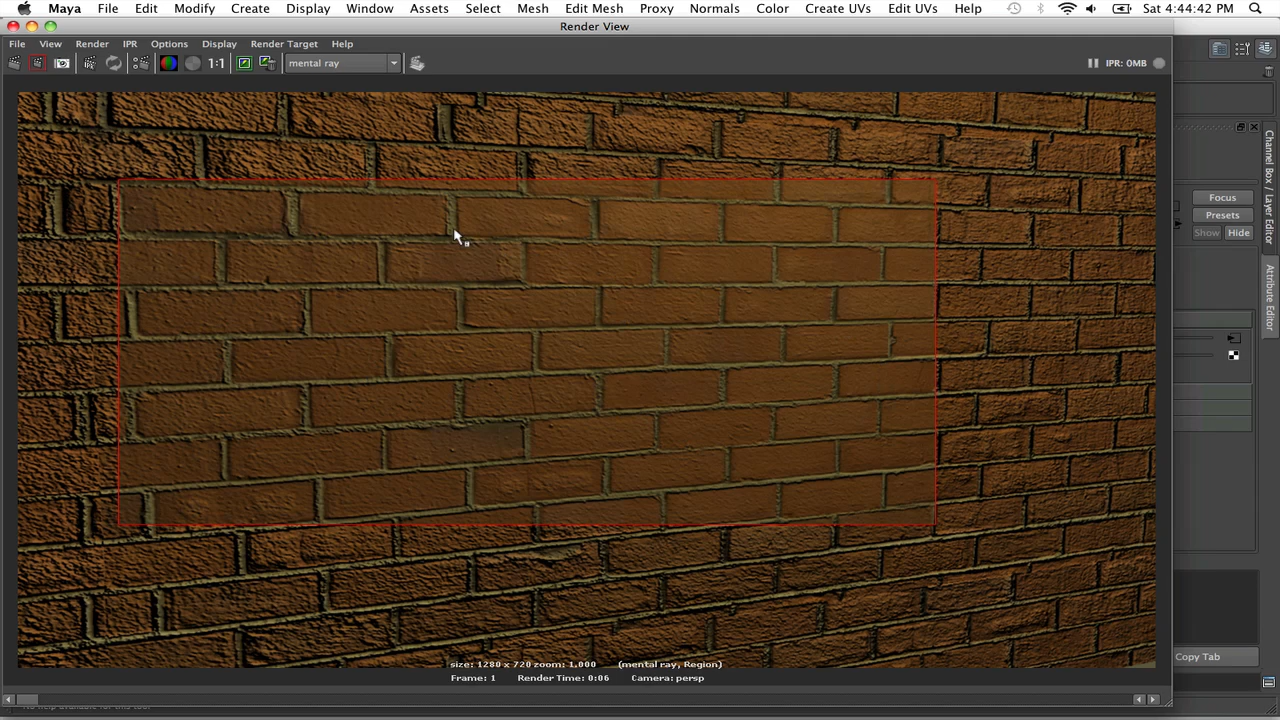 Maya File Edit Modify Create Display Window Assets Select Mesh Edit Mesh Proxy Normals Color Create UVs Edit UVs Help Sat 4:44:42 PM
Render View
File View Render IPR Options Display Render Target Help
1:1 mental ray IPR: 0MB
Channel Box / Layer Editor
Attribute Editor
Focus
Presets
Show Hide
Copy Tab
size: 1280 x 720 zoom: 1.000 (mental ray, Region)
Frame: 1 Render Time: 0:06 Camera: persp